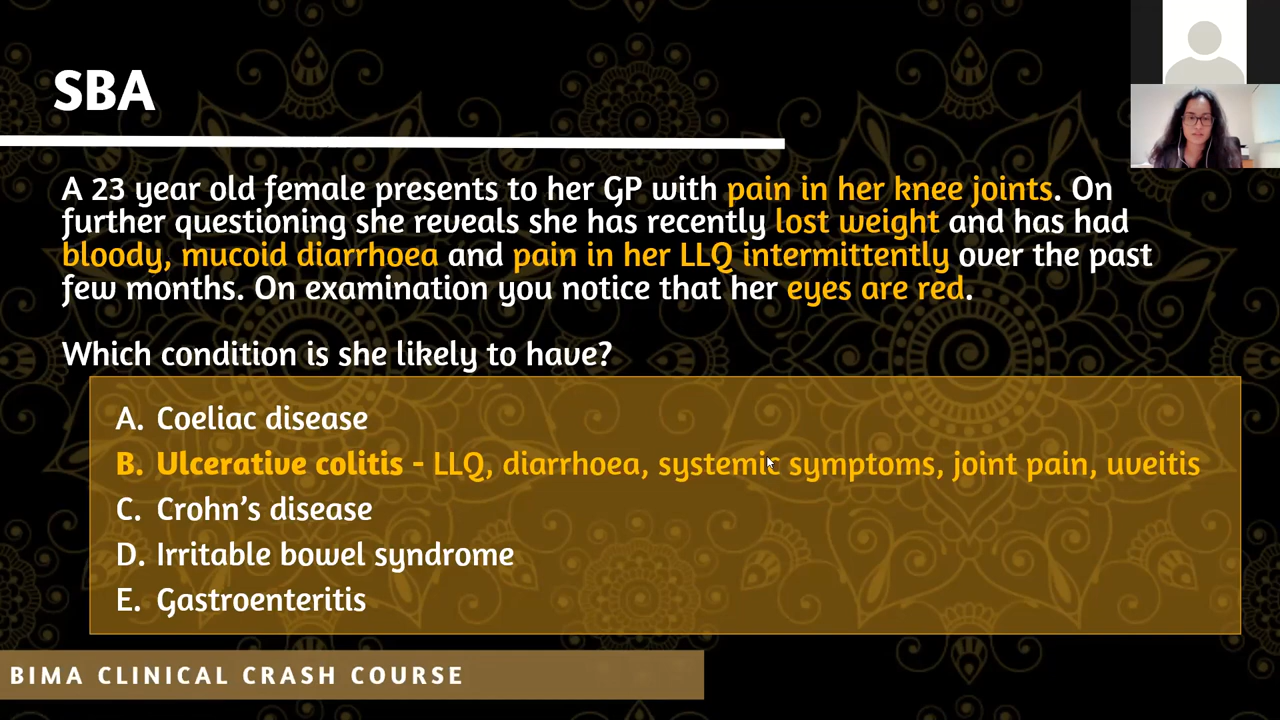 SBA
A 23 year old female presents to her GP with pain in her knee joints. On
further questioning she reveals she has recently lost weight and has had
bloody, mucoid diarrhoea and pain in her LLQ intermittently over the past
few months. On examination you notice that her eyes are red.
Which condition is she likely to have?
A. Coeliac disease
B. Ulcerative colitis - LLQ, diarrhoea, systemic symptoms, joint pain, uveitis
C. Crohn's disease
D. Irritable bowel syndrome
E. Gastroenteritis
BIMA CLINICAL CRASH COURSE